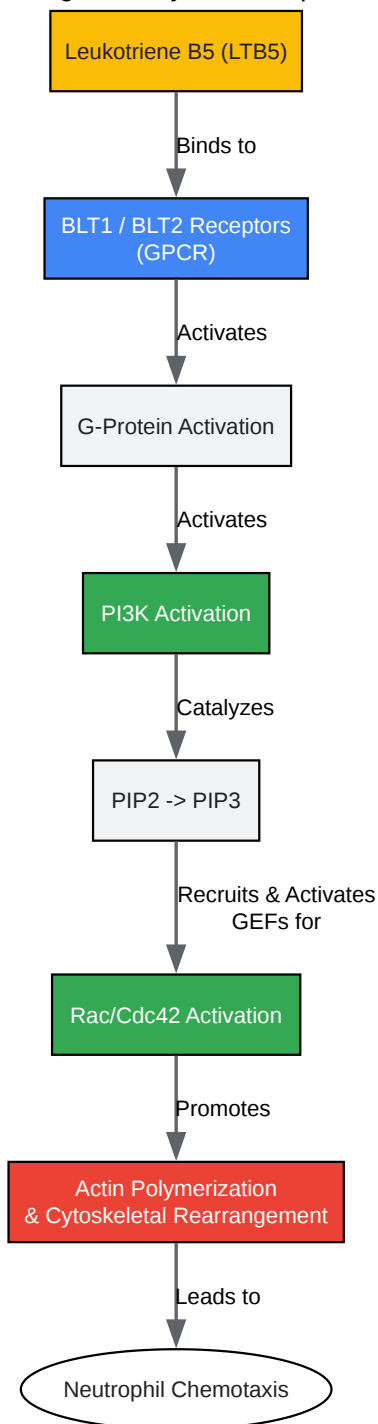 Leukotriene B5 (LTB5)
Binds to
BLT1 / BLT2 Receptors
(GPCR)
Activates
G-Protein Activation
Activates
PI3K Activation
Catalyzes
PIP2 -> PIP3
Recruits & Activates
GEFs for
Rac/Cdc42 Activation
Promotes
Actin Polymerization
& Cytoskeletal Rearrangement
Leads to
Neutrophil Chemotaxis